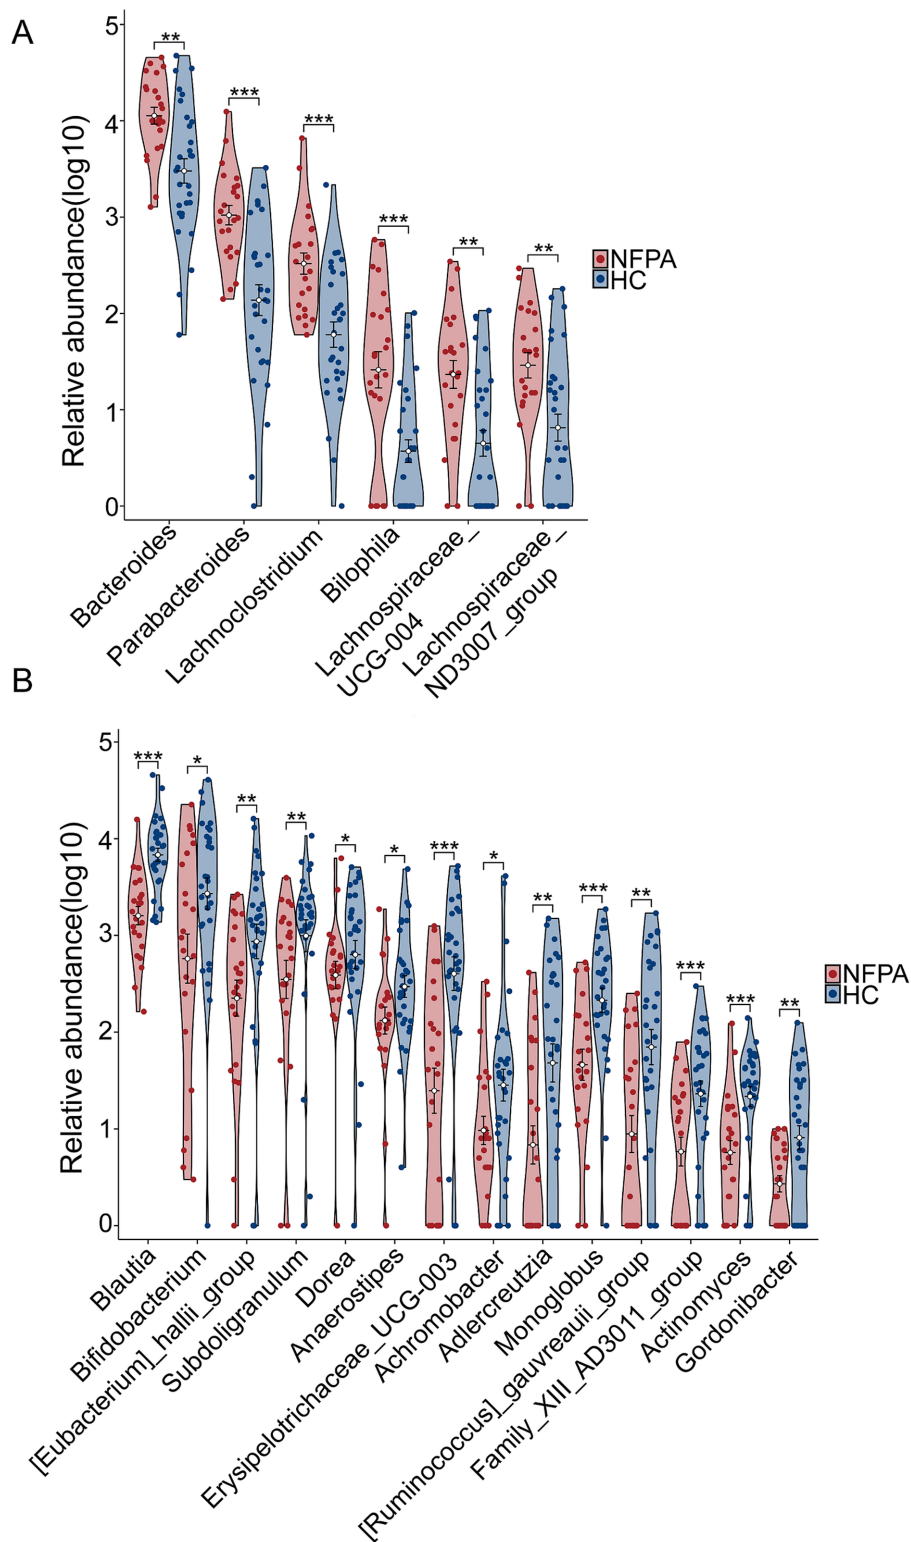 A
Relative abundance(log10)
5
4
3
2
1
0
**
***
***
***
**
**
NFPA
HC
Bacteroides
Parabacteroides
Lachnoclostridium
Bilophila
Lachnospiraceae_
UCG-004
Lachnospiraceae_
ND3007_group
B
Relative abundance(log10)
5
4
3
2
1
0
***
*
**
**
*
*
***
*
**
***
**
***
***
**
NFPA
HC
Blautia
Bifidobacterium
[Eubacterium]_hallii_group
Subdoligranulum
Dorea
Anaerostipes
Erysipelotrichaceae_UCG-003
Achromobacter
Adlercreutzia
Monoglobus
[Ruminococcus]_gauvreauii_group
Family_XIII_AD3011_group
Actinomyces
Gordonibacter